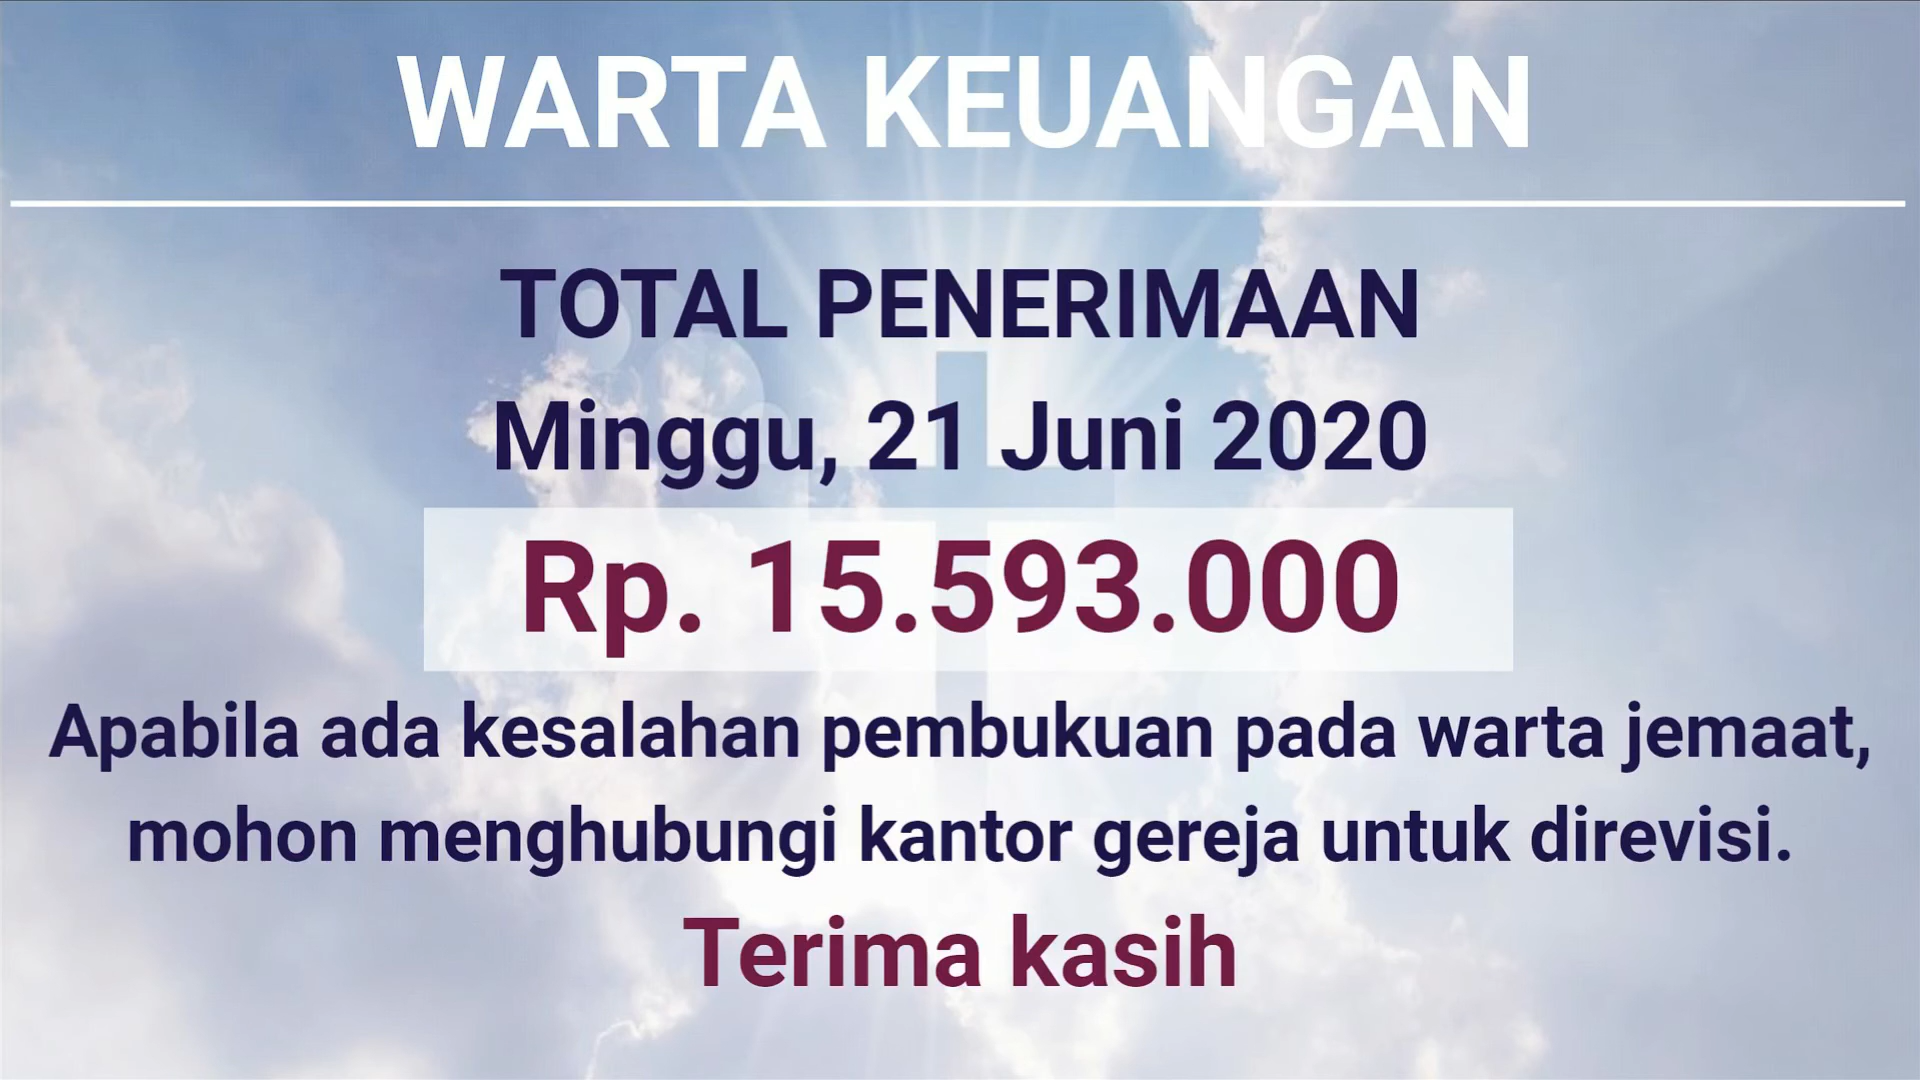 WARTA KEUANGAN
TOTAL PENERIMAAN
Minggu, 21 Juni 2020
Rp. 15.593.000
Apabila ada kesalahan pembukuan pada warta jemaat,
mohon menghubungi kantor gereja untuk direvisi.
Terima kasih